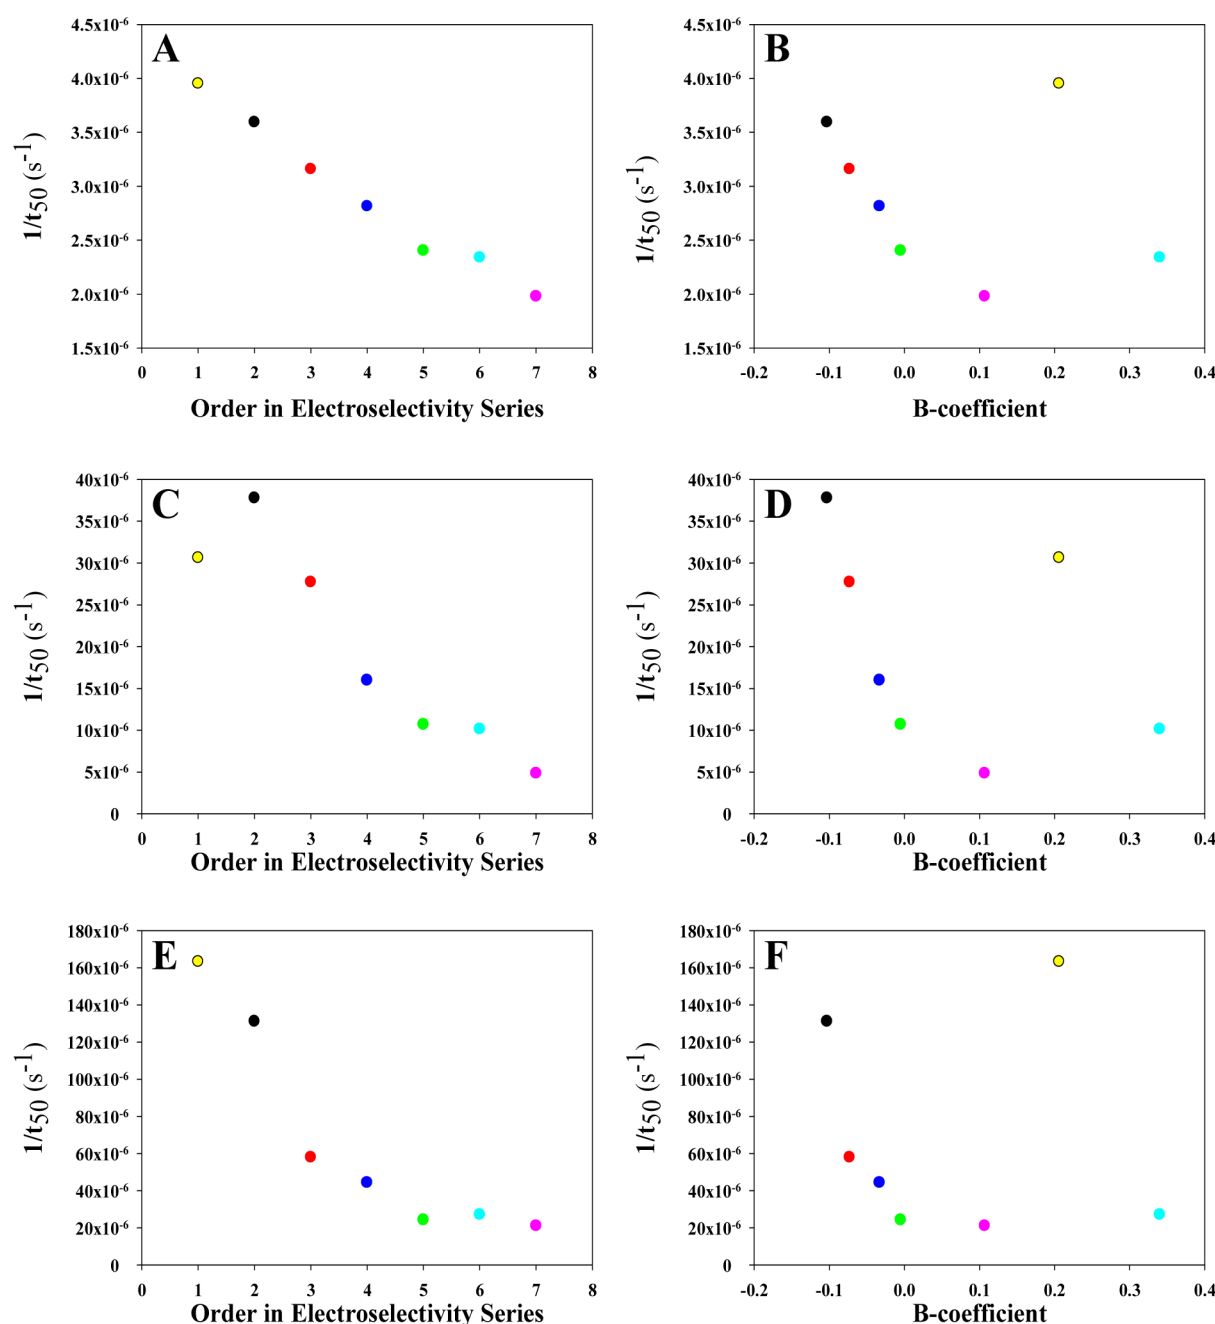 A
4.5x10⁻⁶
4.0x10⁻⁶
3.5x10⁻⁶
3.0x10⁻⁶
2.5x10⁻⁶
2.0x10⁻⁶
1.5x10⁻⁶
1/t₅₀ (s⁻¹)
0 1 2 3 4 5 6 7 8
Order in Electroselectivity Series
B
4.5x10⁻⁶
4.0x10⁻⁶
3.5x10⁻⁶
3.0x10⁻⁶
2.5x10⁻⁶
2.0x10⁻⁶
1.5x10⁻⁶
1/t₅₀ (s⁻¹)
-0.2 -0.1 0.0 0.1 0.2 0.3 0.4
B-coefficient
C
40x10⁻⁶
35x10⁻⁶
30x10⁻⁶
25x10⁻⁶
20x10⁻⁶
15x10⁻⁶
10x10⁻⁶
5x10⁻⁶
0
1/t₅₀ (s⁻¹)
0 1 2 3 4 5 6 7 8
Order in Electroselectivity Series
D
40x10⁻⁶
35x10⁻⁶
30x10⁻⁶
25x10⁻⁶
20x10⁻⁶
15x10⁻⁶
10x10⁻⁶
5x10⁻⁶
0
1/t₅₀ (s⁻¹)
-0.2 -0.1 0.0 0.1 0.2 0.3 0.4
B-coefficient
E
180x10⁻⁶
160x10⁻⁶
140x10⁻⁶
120x10⁻⁶
100x10⁻⁶
80x10⁻⁶
60x10⁻⁶
40x10⁻⁶
20x10⁻⁶
0
1/t₅₀ (s⁻¹)
0 1 2 3 4 5 6 7 8
Order in Electroselectivity Series
F
180x10⁻⁶
160x10⁻⁶
140x10⁻⁶
120x10⁻⁶
100x10⁻⁶
80x10⁻⁶
60x10⁻⁶
40x10⁻⁶
20x10⁻⁶
0
1/t₅₀ (s⁻¹)
-0.2 -0.1 0.0 0.1 0.2 0.3 0.4
B-coefficient